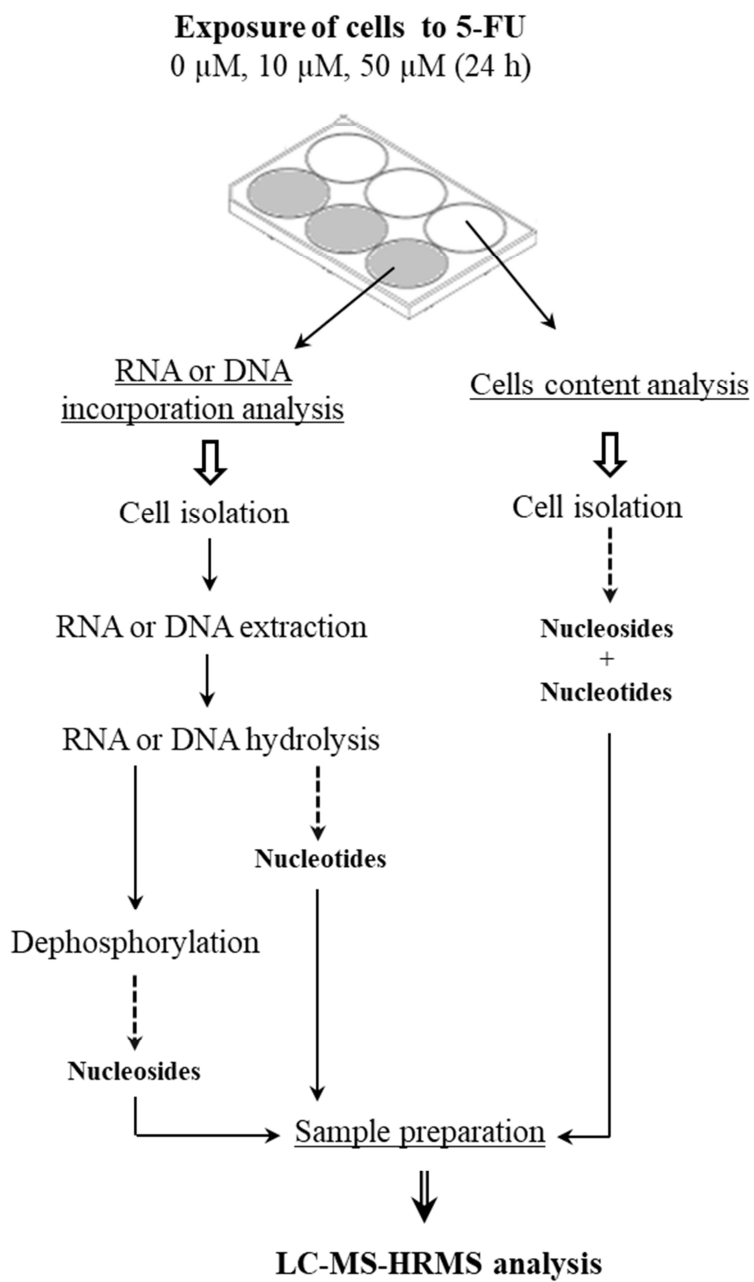 Exposure of cells to 5-FU
0 µM, 10 µM, 50 µM (24 h)
RNA or DNA
incorporation analysis
Cells content analysis
Cell isolation
Cell isolation
RNA or DNA extraction
Nucleosides
+
Nucleotides
RNA or DNA hydrolysis
Nucleotides
Dephosphorylation
Nucleosides
Sample preparation
LC-MS-HRMS analysis